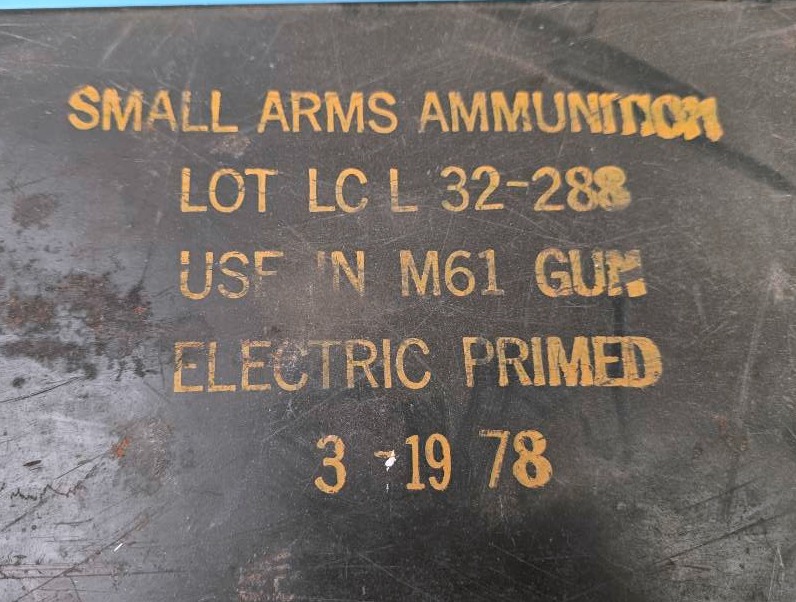 SMALL ARMS AMMUNITION
LOT LC L 32-288
USE IN M61 GUN
ELECTRIC PRIMED
3-19 78